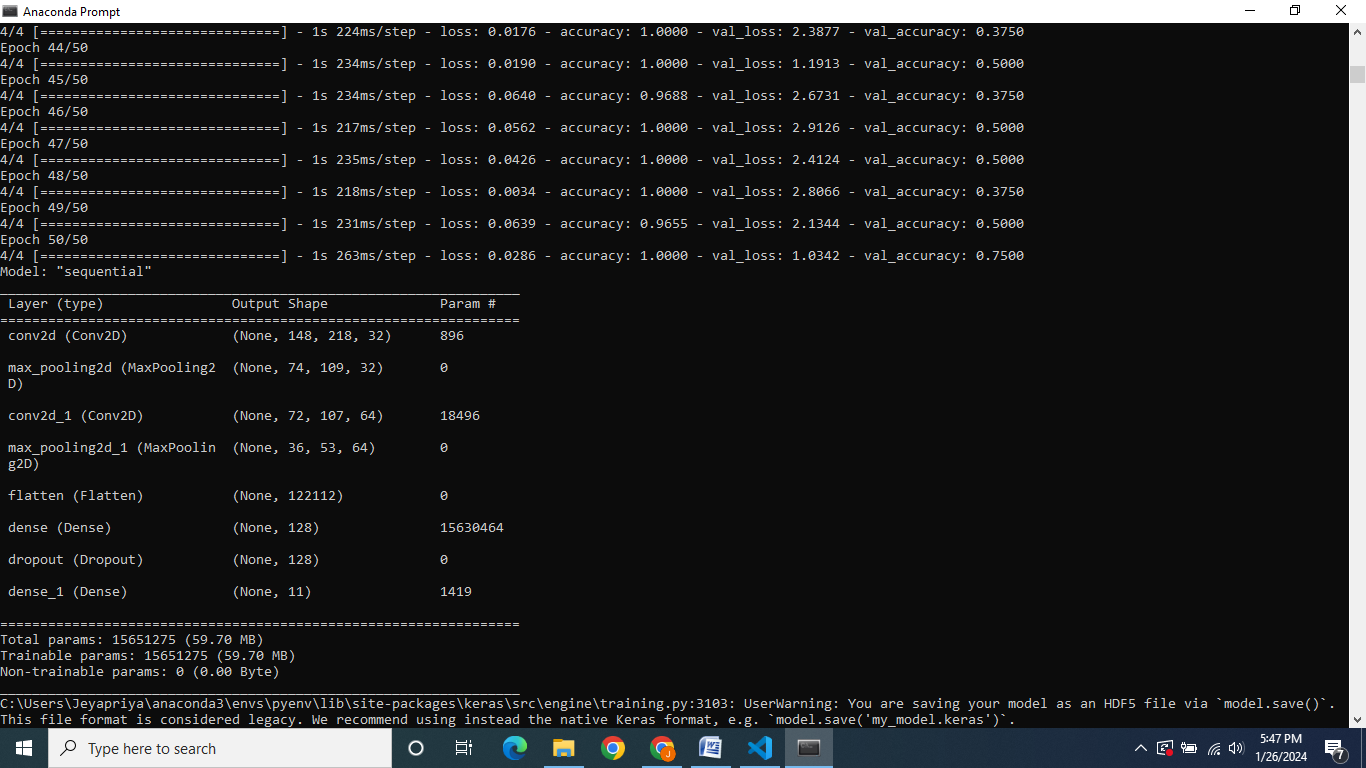 Anaconda Prompt
4/4 [==============================] - 1s 224ms/step - loss: 0.0176 - accuracy: 1.0000 - val_loss: 2.3877 - val_accuracy: 0.3750
Epoch 44/50
4/4 [==============================] - 1s 234ms/step - loss: 0.0190 - accuracy: 1.0000 - val_loss: 1.1913 - val_accuracy: 0.5000
Epoch 45/50
4/4 [==============================] - 1s 234ms/step - loss: 0.0640 - accuracy: 0.9688 - val_loss: 2.6731 - val_accuracy: 0.3750
Epoch 46/50
4/4 [==============================] - 1s 217ms/step - loss: 0.0562 - accuracy: 1.0000 - val_loss: 2.9126 - val_accuracy: 0.5000
Epoch 47/50
4/4 [==============================] - 1s 235ms/step - loss: 0.0426 - accuracy: 1.0000 - val_loss: 2.4124 - val_accuracy: 0.5000
Epoch 48/50
4/4 [==============================] - 1s 218ms/step - loss: 0.0034 - accuracy: 1.0000 - val_loss: 2.8066 - val_accuracy: 0.3750
Epoch 49/50
4/4 [==============================] - 1s 231ms/step - loss: 0.0639 - accuracy: 0.9655 - val_loss: 2.1344 - val_accuracy: 0.5000
Epoch 50/50
4/4 [==============================] - 1s 263ms/step - loss: 0.0286 - accuracy: 1.0000 - val_loss: 1.0342 - val_accuracy: 0.7500
Model: "sequential"
_________________________________________________________________
Layer (type) Output Shape Param #
=================================================================
conv2d (Conv2D) (None, 148, 218, 32) 896
max_pooling2d (MaxPooling2 (None, 74, 109, 32) 0
D)
conv2d_1 (Conv2D) (None, 72, 107, 64) 18496
max_pooling2d_1 (MaxPoolin (None, 36, 53, 64) 0
g2D)
flatten (Flatten) (None, 122112) 0
dense (Dense) (None, 128) 15630464
dropout (Dropout) (None, 128) 0
dense_1 (Dense) (None, 11) 1419
=================================================================
Total params: 15651275 (59.70 MB)
Trainable params: 15651275 (59.70 MB)
Non-trainable params: 0 (0.00 Byte)
_________________________________________________________________
C:\Users\Jeyapriya\anaconda3\envs\pyenv\lib\site-packages\keras\src\engine\training.py:3103: UserWarning: You are saving your model as an HDF5 file via `model.save()`.
This file format is considered legacy. We recommend using instead the native Keras format, e.g. `model.save('my_model.keras')`.
Type here to search
5:47 PM
1/26/2024
7